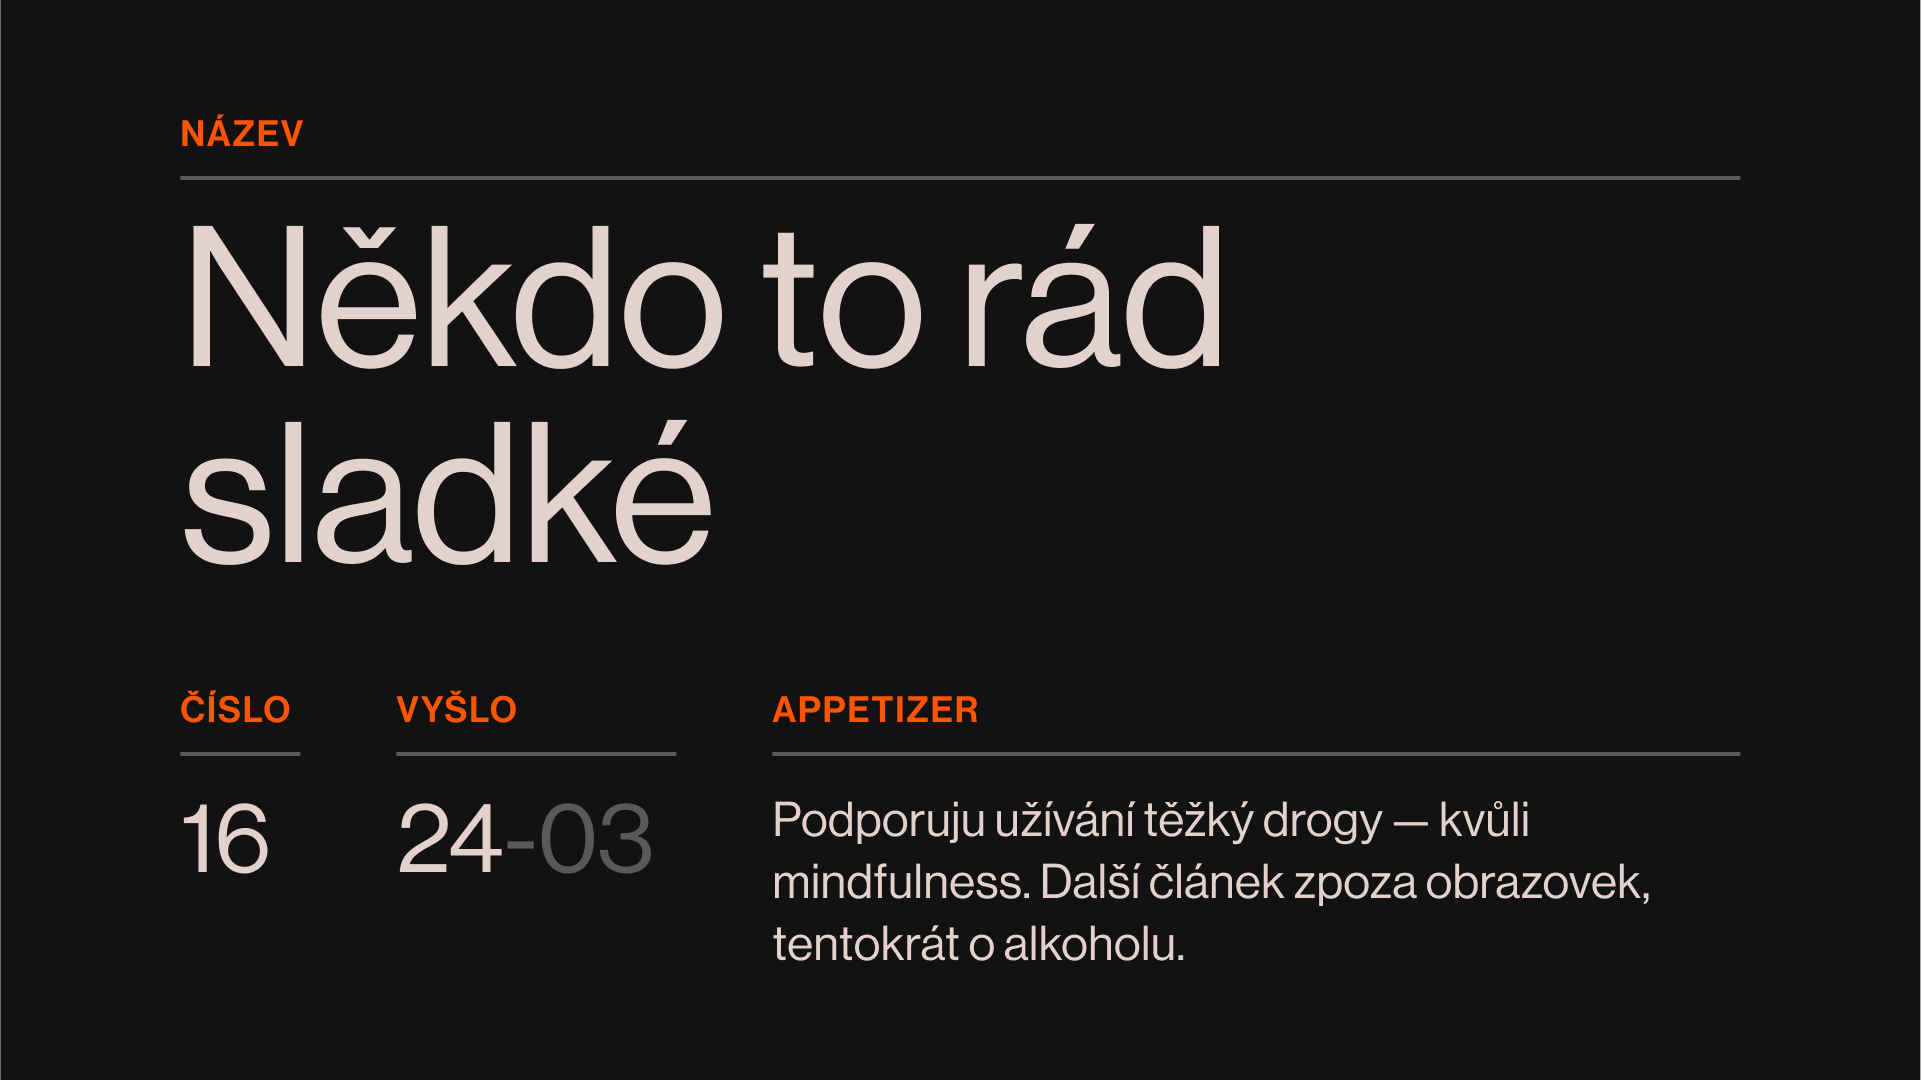 NÁZEV
Někdo to rád
sladké
ČÍSLO
16
VYŠLO
24-03
APPETIZER
Podporuju užívání těžký drogy — kvůli
mindfulness. Další článek zpoza obrazovek,
tentokrát o alkoholu.